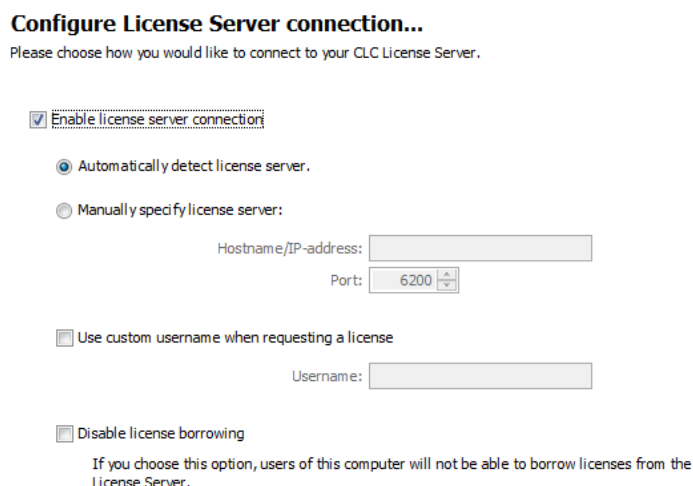 Configure License Server connection...
Please choose how you would like to connect to your CLC License Server.
Enable license server connection
Automatically detect license server.
Manually specify license server:
Hostname/IP-address:
Port: 6200
Use custom username when requesting a license
Username:
Disable license borrowing
If you choose this option, users of this computer will not be able to borrow licenses from the
License Server.